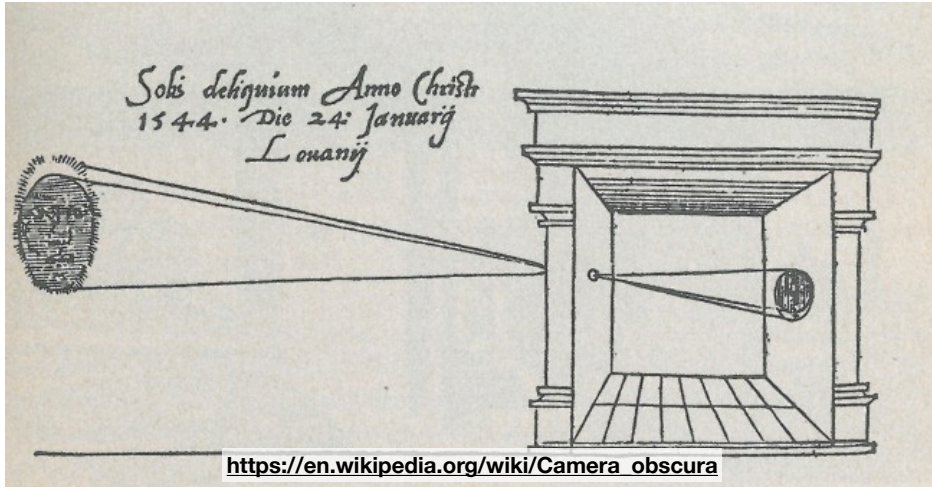 Solis deliquium Anno Christi
1544. Die 24: Januarij
Louanij
https://en.wikipedia.org/wiki/Camera_obscura